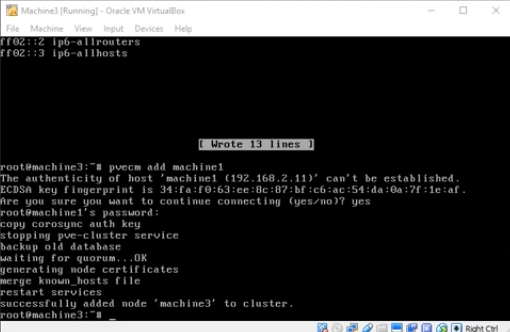 Machine3 [Running] - Oracle VM VirtualBox
File Machine View Input Devices Help
ff02::2 ip6-allrouters
ff02::3 ip6-allhosts
[ Wrote 13 lines ]
root@machine3:~# pvecm add machine1
The authenticity of host 'machine1 (192.168.2.11)' can't be established.
ECDSA key fingerprint is 34:fa:f0:63:ee:8c:87:bf:c6:ac:54:da:0a:7f:1e:af.
Are you sure you want to continue connecting (yes/no)? yes
root@machine1's password:
copy corosync auth key
stopping pve-cluster service
backup old database
waiting for quorum...OK
generating node certificates
merge known_hosts file
restart services
successfully added node 'machine3' to cluster.
root@machine3:~# _
Right Ctrl